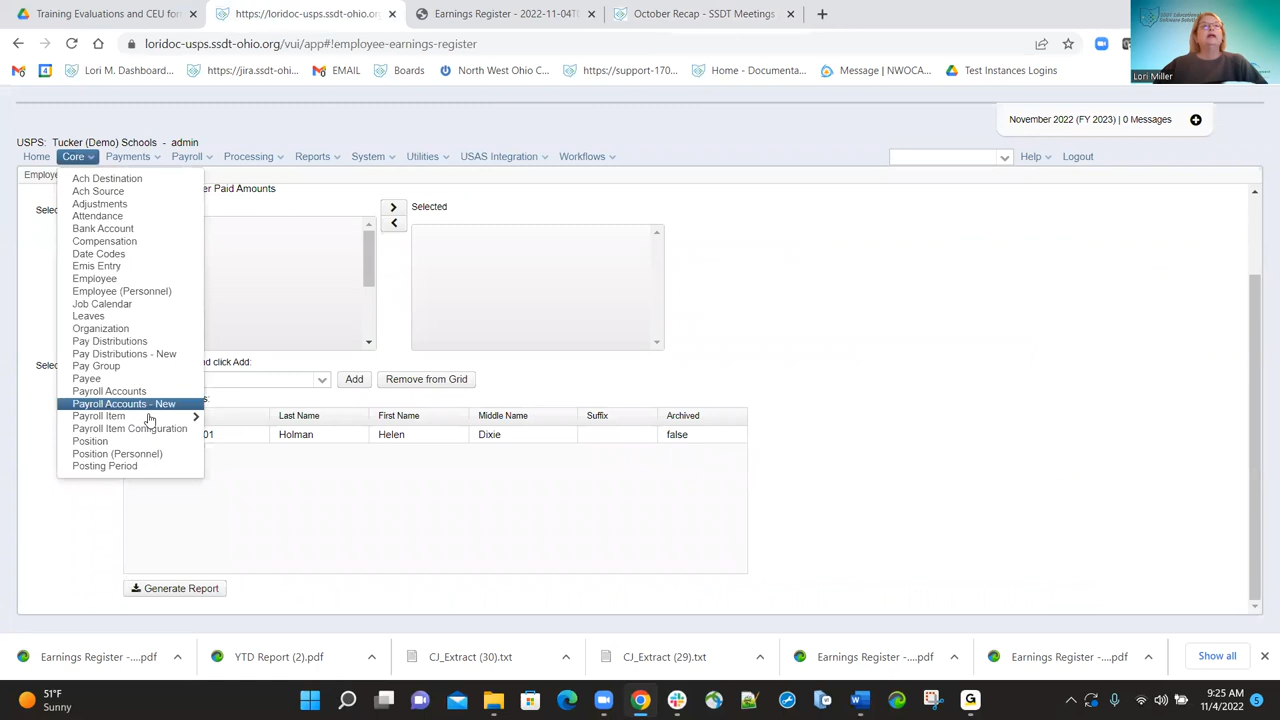 Training Evaluations and CEU for
https://loridoc-usps.ssdt-ohio.or
Earnings register - 2022-11-04T0
October Recap - SSDT Meetings
loridoc-usps.ssdt-ohio.org/vui/app#!employee-earnings-register
Lori M. Dashboard...
https://jira.ssdt-ohi...
EMAIL
Boards
North West Ohio C...
https://support-170...
Home - Documenta...
Message | NWOCA...
Test Instances Logins
Lori Miller
November 2022 (FY 2023) | 0 Messages
USPS: Tucker (Demo) Schools - admin
Home Core Payments Payroll Processing Reports System Utilities USAS Integration Workflows Help Logout
Employe
r Paid Amounts
Selec
Selected
Ach Destination
Ach Source
Adjustments
Attendance
Bank Account
Compensation
Date Codes
Emis Entry
Employee
Employee (Personnel)
Job Calendar
Leaves
Organization
Pay Distributions
Pay Distributions - New
Pay Group
Payee
Payroll Accounts
Payroll Accounts - New
Payroll Item
Payroll Item Configuration
Position
Position (Personnel)
Posting Period
Selec
nd click Add:
Add
Remove from Grid
s:
Last Name First Name Middle Name Suffix Archived
01 Holman Helen Dixie false
Generate Report
Earnings Register -....pdf
YTD Report (2).pdf
CJ_Extract (30).txt
CJ_Extract (29).txt
Earnings Register -....pdf
Earnings Register -....pdf
Show all
51°F
Sunny
9:25 AM
11/4/2022
5